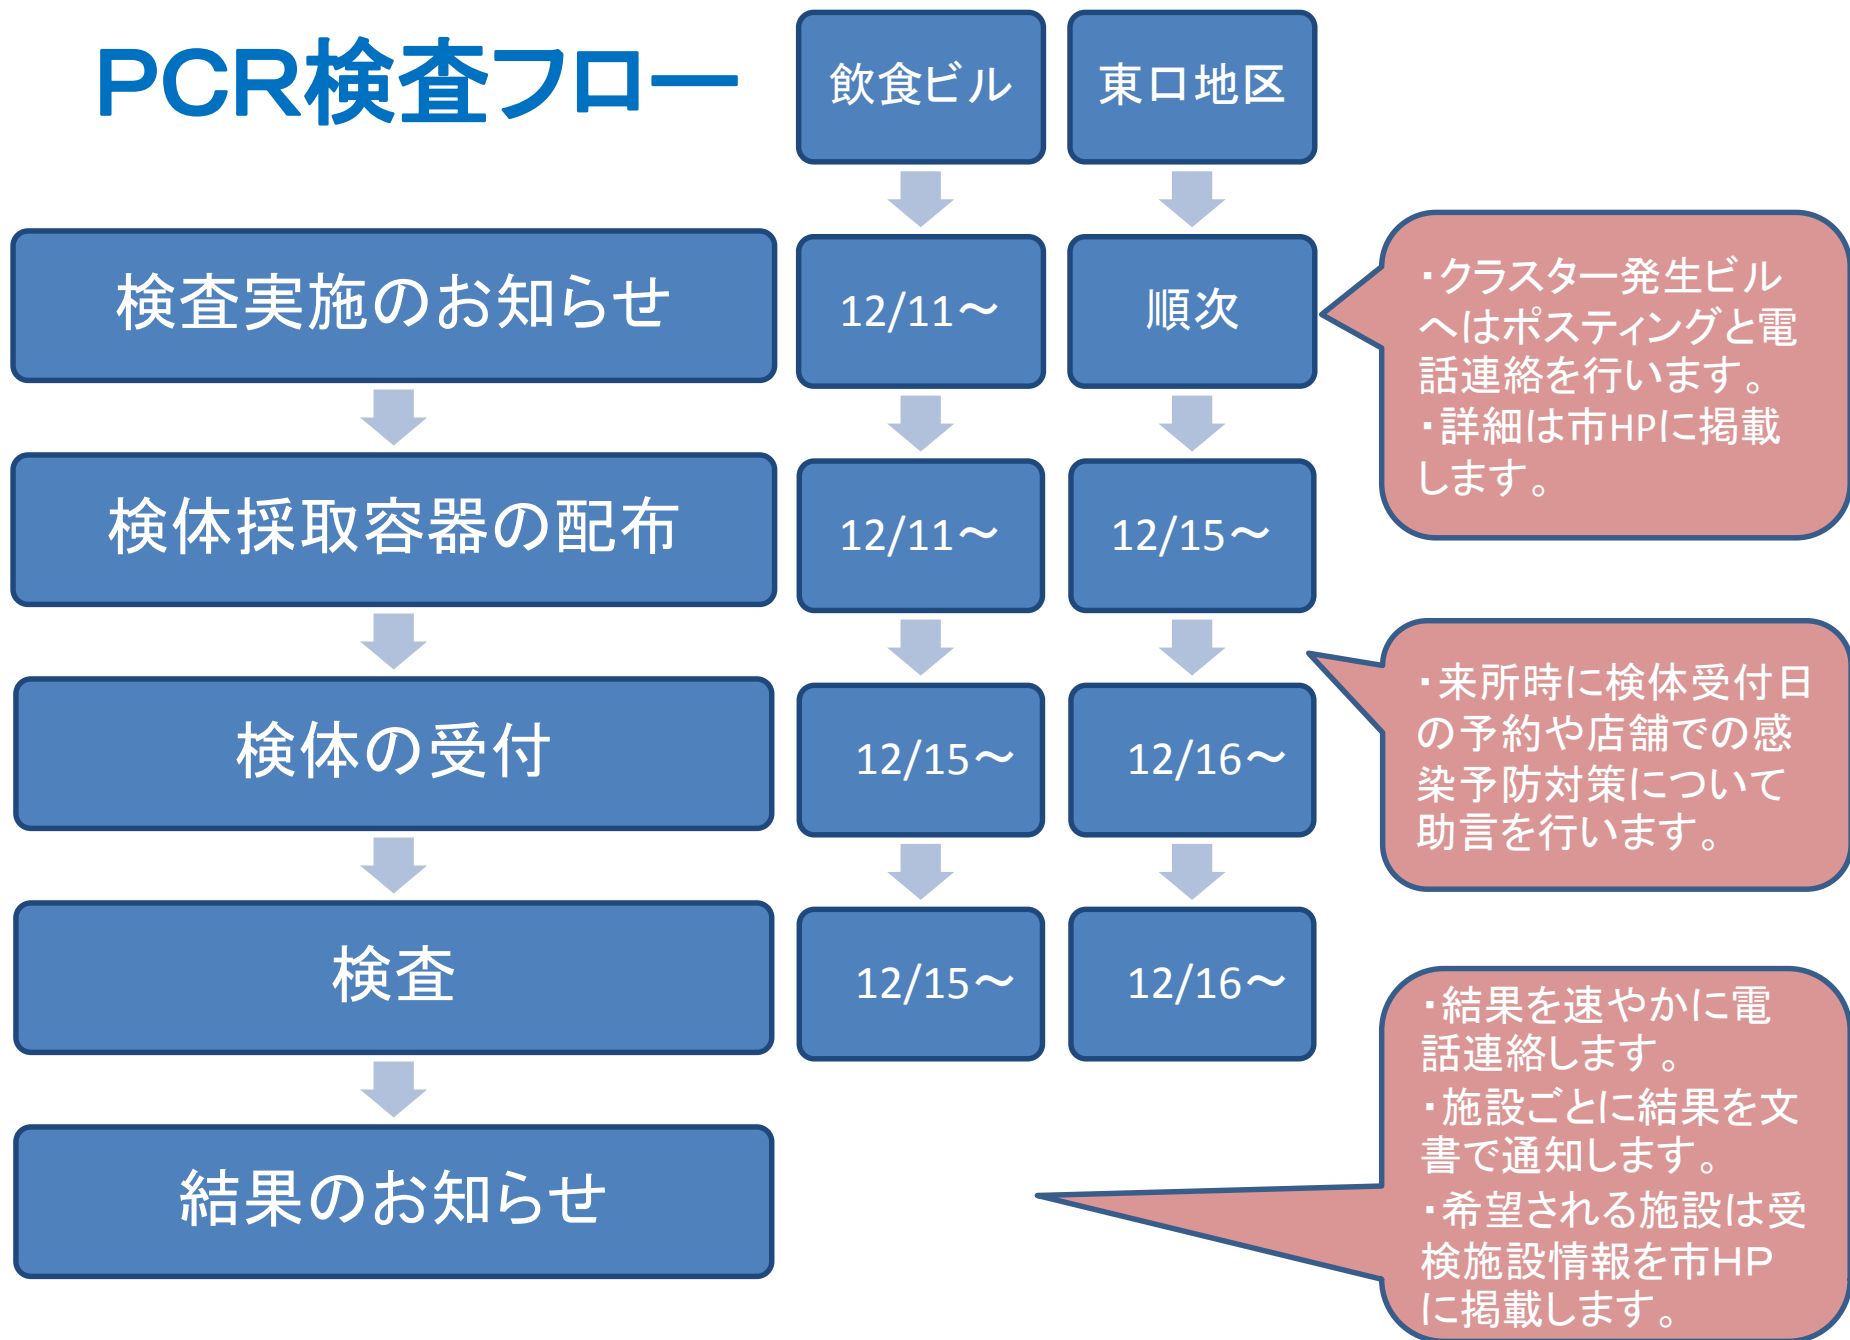 PCR検査フロー
飲食ビル
東口地区
検査実施のお知らせ
12/11～
順次
・クラスター発生ビル
へはポスティングと電
話連絡を行います。
・詳細は市HPに掲載
します。
検体採取容器の配布
12/11～
12/15～
検体の受付
12/15～
12/16～
・来所時に検体受付日
の予約や店舗での感
染予防対策について
助言を行います。
検査
12/15～
12/16～
結果のお知らせ
・結果を速やかに電
話連絡します。
・施設ごとに結果を文
書で通知します。
・希望される施設は受
検施設情報を市HP
に掲載します。